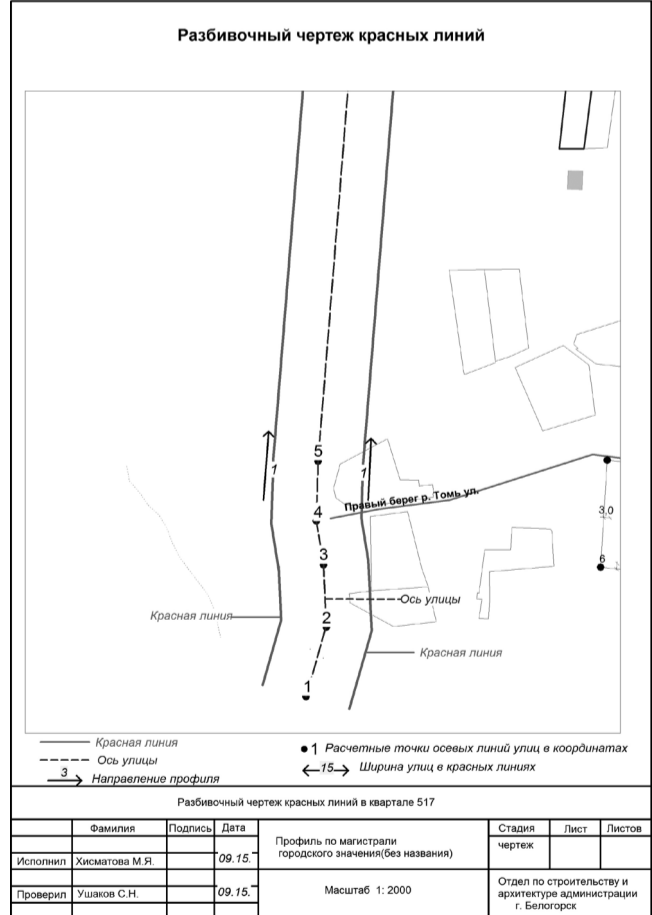 Разбивочный чертеж красных линий
5
1
1
Правый берег р. Томь ул.
4
3,0
3
6
Ось улицы
Красная линия
2
Красная линия
1
Красная линия
Ось улицы
3
Направление профиля
1 Расчетные точки осевых линий улиц в координатах
15 Ширина улиц в красных линиях
Разбивочный чертеж красных линий в квартале 517
Фамилия Подпись Дата
Исполнил Хисматова М.Я. 09.15.
Проверил Ушаков С.Н. 09.15.
Профиль по магистрали
городского значения(без названия)
Масштаб 1: 2000
Стадия Лист Листов
чертеж
Отдел по строительству и
архитектуре администрации
г. Белогорск